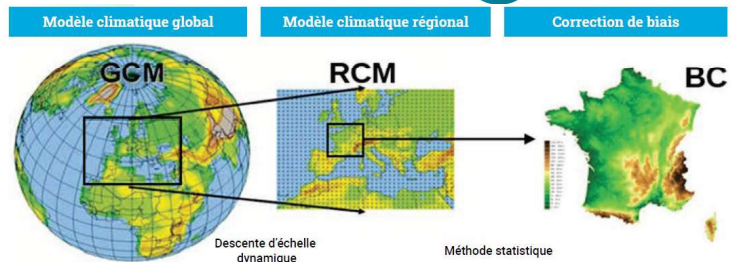 Modèle climatique global
Modèle climatique régional
Correction de biais
GCM
RCM
BC
Descente d'échelle
dynamique
Méthode statistique